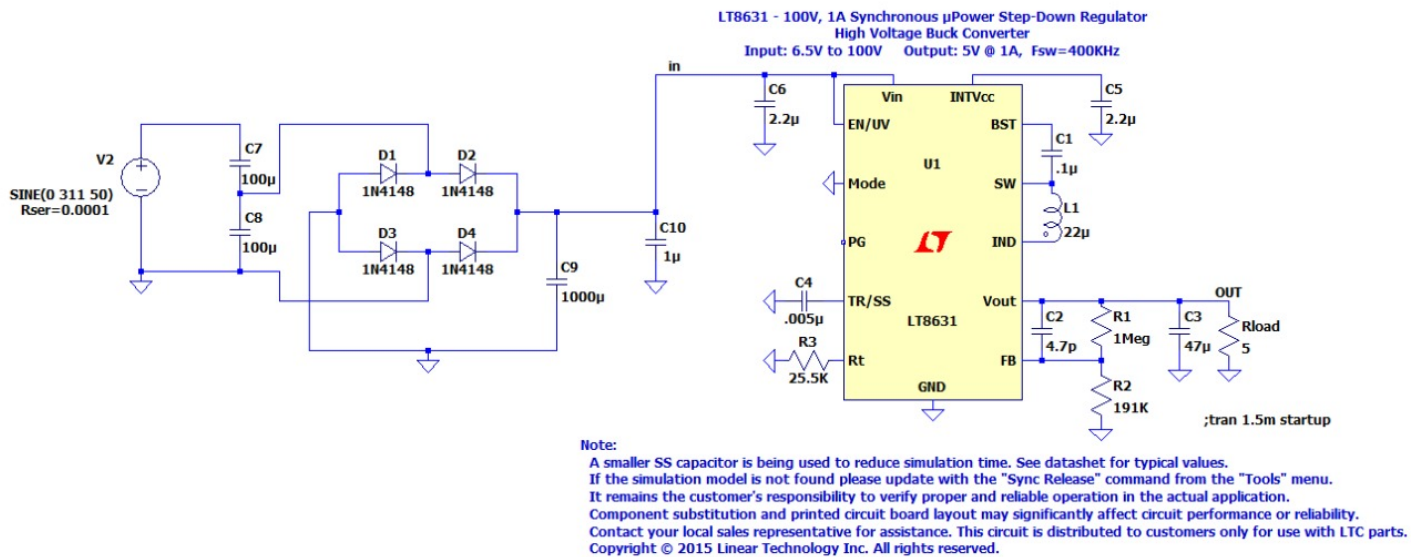 LT8631 - 100V, 1A Synchronous µPower Step-Down Regulator
High Voltage Buck Converter
Input: 6.5V to 100V Output: 5V @ 1A, Fsw=400KHz
in
C6
2.2µ
Vin
INTVcc
C5
2.2µ
EN/UV
BST
C1
.1µ
U1
V2
SINE(0 311 50)
Rser=0.0001
C7
100µ
C8
100µ
D1
1N4148
D2
1N4148
D3
1N4148
D4
1N4148
C9
1000µ
C10
1µ
Mode
SW
L1
22µ
PG
IND
C4
.005µ
TR/SS
Vout
LT8631
OUT
R3
25.5K
Rt
FB
GND
C2
4.7p
R1
1Meg
C3
47µ
Rload
5
R2
191K
;tran 1.5m startup
Note:
A smaller SS capacitor is being used to reduce simulation time. See datashet for typical values.
If the simulation model is not found please update with the "Sync Release" command from the "Tools" menu.
It remains the customer's responsibility to verify proper and reliable operation in the actual application.
Component substitution and printed circuit board layout may significantly affect circuit performance or reliability.
Contact your local sales representative for assistance. This circuit is distributed to customers only for use with LTC parts.
Copyright © 2015 Linear Technology Inc. All rights reserved.